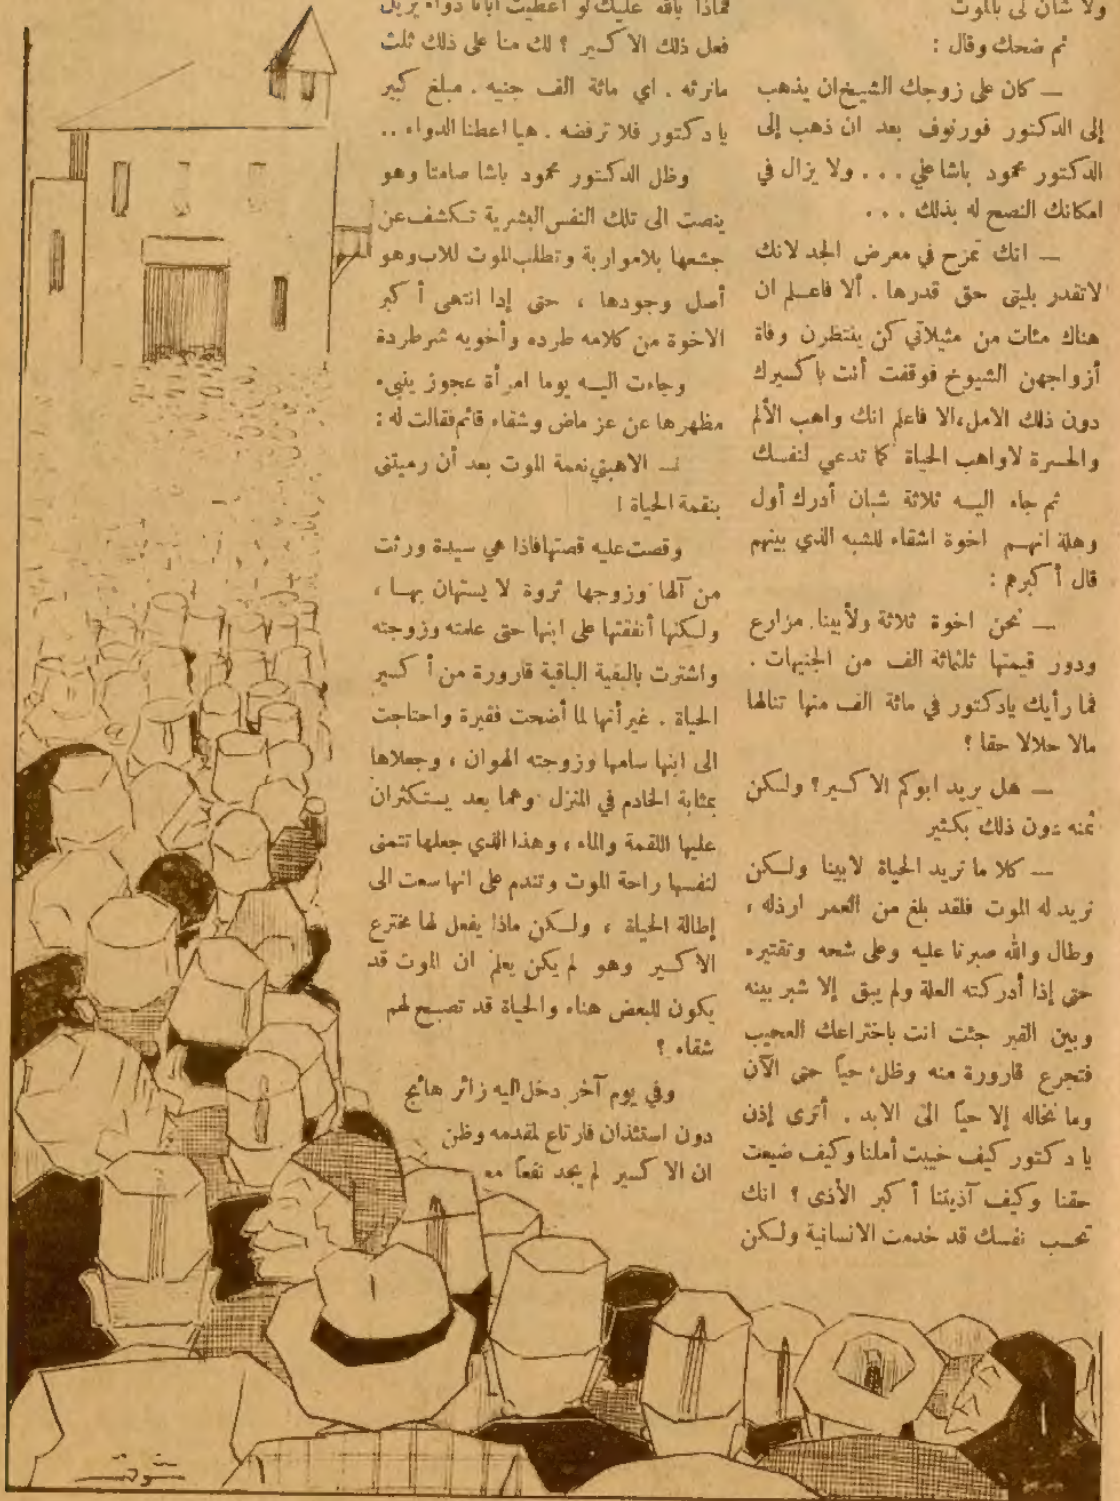 ولا شأن لى بالموت
ثم ضحك وقال :
— كان على زوجك الشيخ ان يذهب
إلى الدكتور فورنوف بعد ان ذهب إلى
الدكتور محمود باشا علي . . . ولا يزال في
امكانك النصح له بذلك . . .
— انك تمزح في معرض الجد لانك
لاتقدر بليتى حق قدرها . ألا فاعلم ان
هناك مئات من مثيلاتي كن ينتظرن وفاة
أزواجهن الشيوخ فوقفت أنت باكسيرك
دون ذلك الامل، الا فاعلم انك واهب الألم
والحسرة لاواهب الحياة كما تدعي لنفسك
ثم جاء اليه ثلاثة شبان أدرك أول
وهلة انهم اخوة اشقاء للشبه الذي بينهم
قال أكبرهم :
— نحن اخوة ثلاثة ولأبينا مزارع
ودور قيمتها ثلثمائة الف من الجنيهات .
فما رأيك يادكتور في مائة الف منها تنالها
مالا حلالا حقا ؟
— هل يريد ابوكم الاكسير ؟ ولكن
ثمنه دون ذلك بكثير
— كلا ما نريد الحياة لابينا ولكن
نريد له الموت فلقد بلغ من العمر ارذله ،
وطال والله صبرنا عليه وعلى شحه وتقتيره
حتى إذا أدركته العلة ولم يبق إلا شبر بينه
وبين القبر جئت انت باختراعك العجيب
فتجرع قارورة منه وظل حياً حتى الآن
وما نخاله إلا حياً الى الابد . أترى إذن
يا دكتور كيف خيبت أملنا وكيف ضيعت
حقنا وكيف آذيتنا أكبر الأذى ؟ انك
تحسب نفسك قد خدمت الانسانية ولكن
فماذا بالله عليك لو اعطيت ابانا دواء يزيل
فعل ذلك الاكسير ؟ لك منا على ذلك ثلث
مانرثه . اي مائة الف جنيه . مبلغ كبير
يا دكتور فلا ترفضه . هيا اعطنا الدواء ..
وظل الدكتور محمود باشا صامتا وهو
ينصت الى تلك النفس البشرية تكشف عن
جشعها بلامواربة وتطلب الموت للاب وهو
أصل وجودها ، حتى إذا انتهى أكبر
الاخوة من كلامه طرده وأخويه شر طردة
وجاءت اليه يوما امرأة عجوز ينبىء
مظهرها عن عز ماض وشقاء قائم فقالت له :
— الاهبني نعمة الموت بعد أن رميتنى
بنقمة الحياة !
وقصت عليه قصتها فاذا هي سيدة ورثت
من آلها وزوجها ثروة لا يستهان بها ،
ولكنها أنفقتها على ابنها حتى علمته وزوجته
واشترت بالبقية الباقية قارورة من أكسير
الحياة . غير أنها لما أضحت فقيرة واحتاجت
الى ابنها سامها وزوجته الهوان ، وجعلاها
بمثابة الخادم في المنزل وهما بعد يستكثران
عليها اللقمة والماء ، وهذا الذي جعلها تتمنى
لنفسها راحة الموت وتندم على انها سعت الى
إطالة الحياة ، ولكن ماذا يفعل لها مخترع
الاكسير وهو لم يكن يعلم ان الموت قد
يكون للبعض هناء والحياة قد تصبح لهم
شقاء ؟
وفي يوم آخر دخل اليه زائر هائج
دون استئذان فارتاع لمقدمه وظن
ان الاكسير لم يجد نفعاً معه